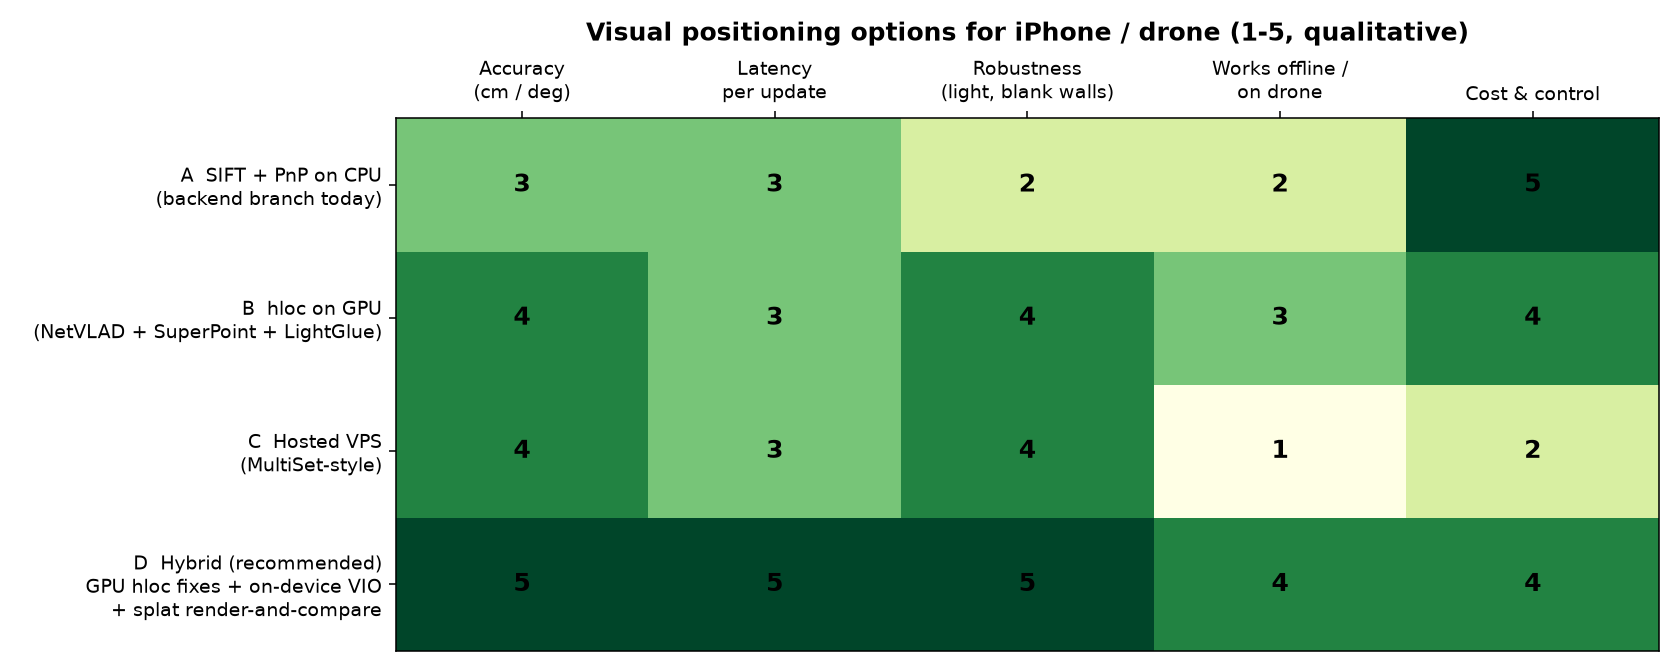 Visual positioning options for iPhone / drone (1-5, qualitative)
Accuracy
(cm / deg)
Latency
per update
Robustness
(light, blank walls)
Works offline /
on drone
Cost & control
A  SIFT + PnP on CPU
(backend branch today)
3 3 2 2 5
B  hloc on GPU
(NetVLAD + SuperPoint + LightGlue)
4 3 4 3 4
C  Hosted VPS
(MultiSet-style)
4 3 4 1 2
D  Hybrid (recommended)
GPU hloc fixes + on-device VIO
+ splat render-and-compare
5 5 5 4 4